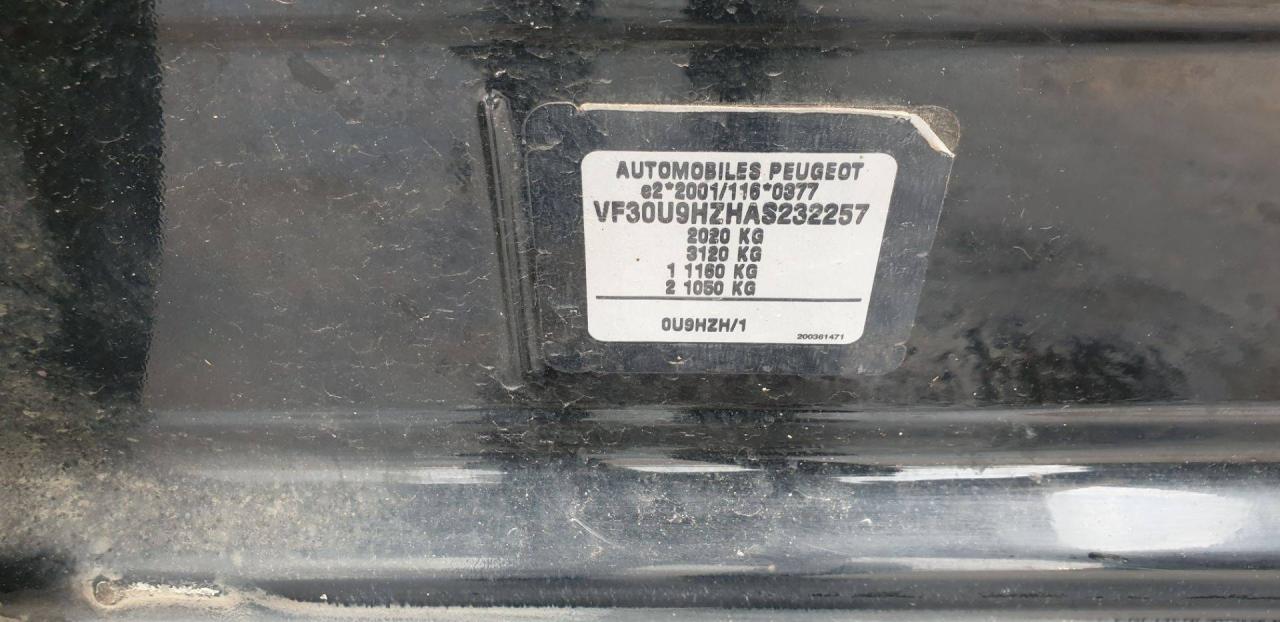 AUTOMOBILES PEUGEOT
e2*2001/116*0377
VF30U9HZHAS232257
2020 KG
3120 KG
1 1160 KG
2 1050 KG
0U9HZH/1
200361471